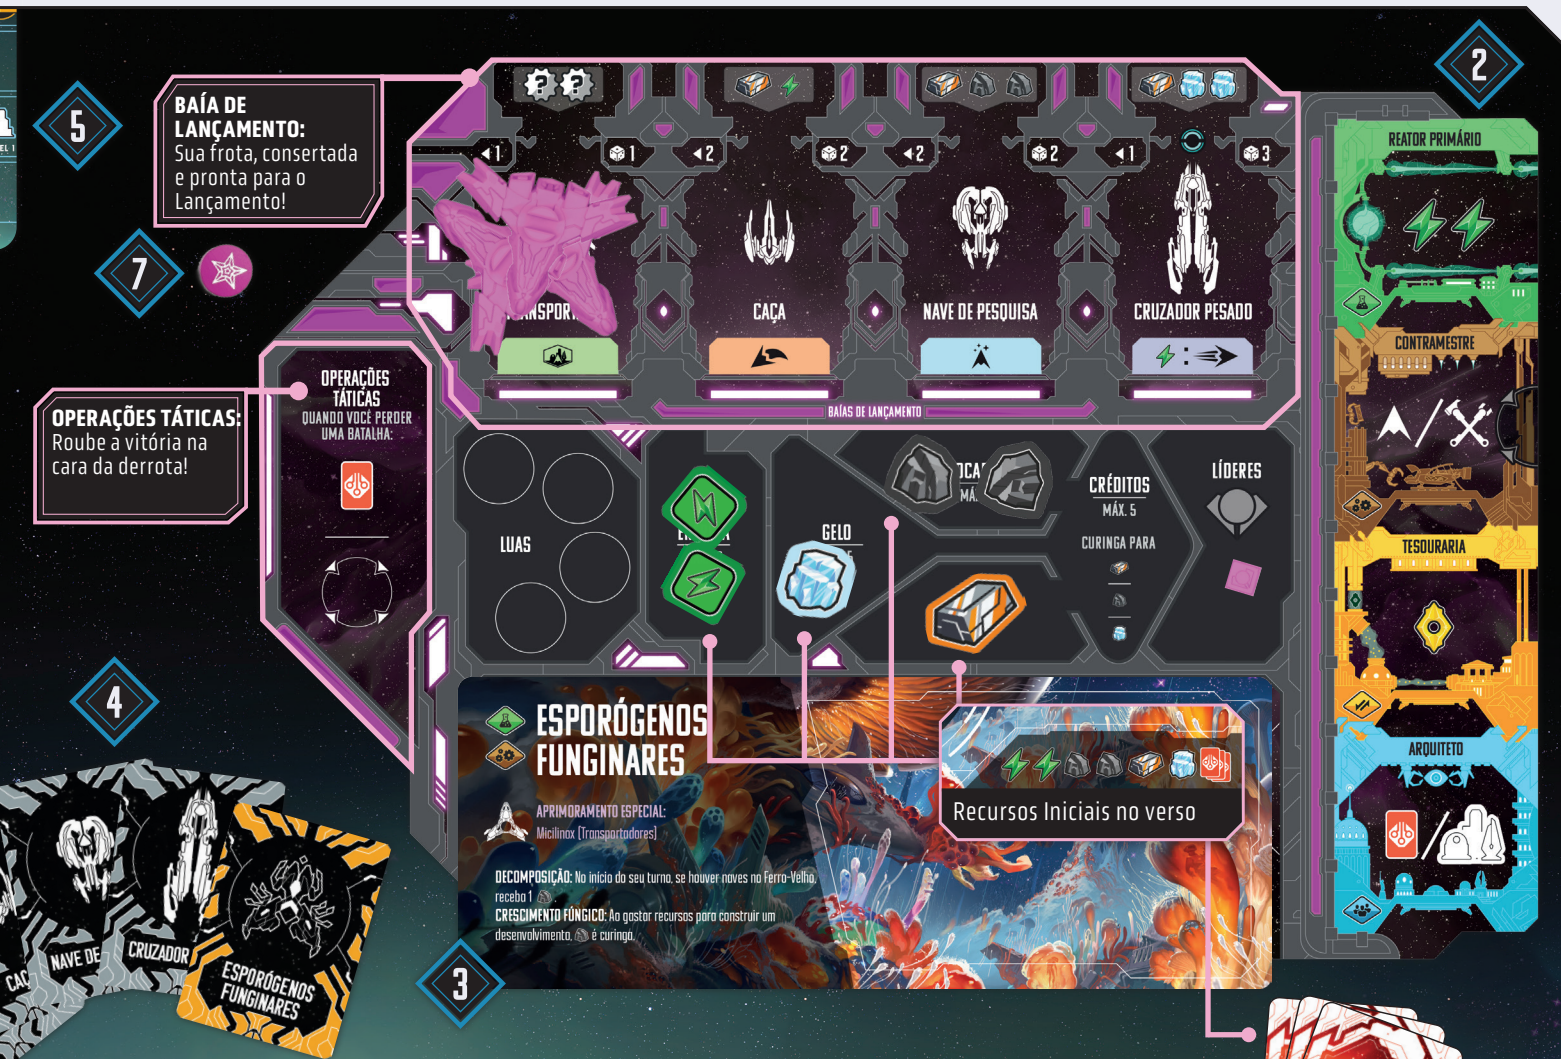 2
5
BAÍA DE
LANÇAMENTO:
Sua frota, consertada
e pronta para o
Lançamento!
7
◄1
1
◄2
2
◄2
2
◄1
3
CAÇA
NAVE DE PESQUISA
CRUZADOR PESADO
BAÍAS DE LANÇAMENTO
OPERAÇÕES TÁTICAS:
Roube a vitória na
cara da derrota!
OPERAÇÕES
TÁTICAS
QUANDO VOCÊ PERDER
UMA BATALHA:
LUAS
GELO
CRÉDITOS
MÁX. 5
CURINGA PARA
LÍDERES
REATOR PRIMÁRIO
CONTRAMESTRE
TESOURARIA
ARQUITETO
4
NAVE DE
CRUZADOR
ESPORÓGENOS
FUNGINARES
3
ESPORÓGENOS
FUNGINARES
APRIMORAMENTO ESPECIAL:
Micilinox (Transportadores)
DECOMPOSIÇÃO: No início do seu turno, se houver naves no Ferro-Velho,
receba 1
CRESCIMENTO FÚNGICO: Ao gastar recursos para construir um
desenvolvimento, é curinga.
Recursos Iniciais no verso